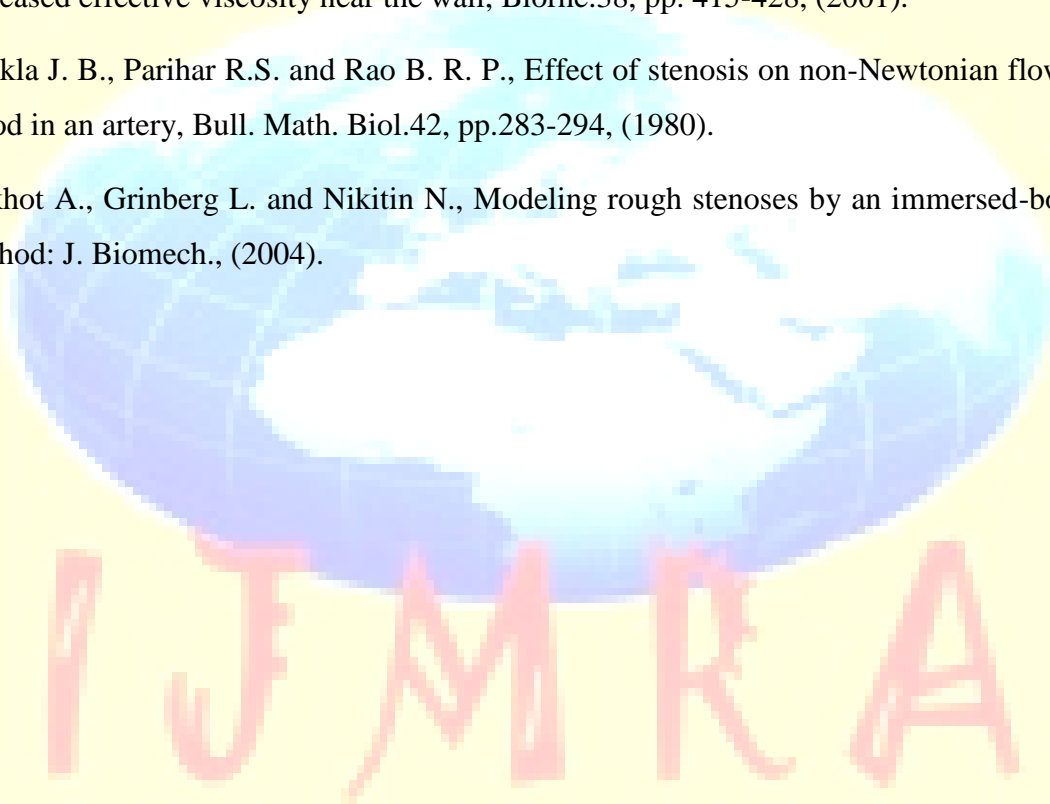 eased effective viscosity near the wall, Biorhe.38, pp. 415-428, (2001).
kla J. B., Parihar R.S. and Rao B. R. P., Effect of stenosis on non-Newtonian flow
od in an artery, Bull. Math. Biol.42, pp.283-294, (1980).
khot A., Grinberg L. and Nikitin N., Modeling rough stenoses by an immersed-bo
hod: J. Biomech., (2004).
IJMRA